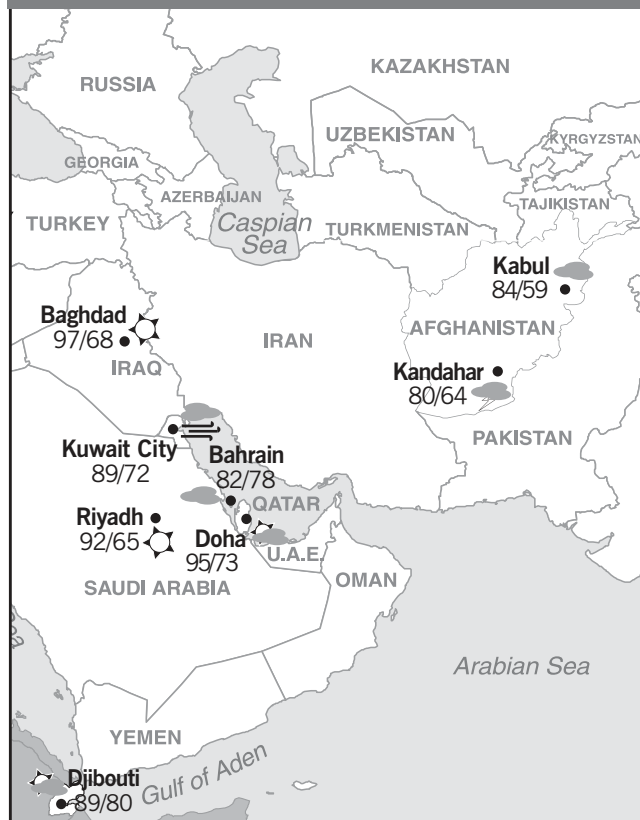 RUSSIA
KAZAKHSTAN
UZBEKISTAN
KYRGYZSTAN
GEORGIA
AZERBAIJAN
TAJIKISTAN
TURKEY
Caspian
Sea
TURKMENISTAN
Kabul
84/59
Baghdad
97/68
IRAQ
IRAN
AFGHANISTAN
Kandahar
80/64
PAKISTAN
Kuwait City
89/72
Bahrain
82/78
QATAR
Riyadh
92/65
Doha
95/73
U.A.E.
SAUDI ARABIA
OMAN
Arabian Sea
YEMEN
Gulf of Aden
Djibouti
89/80